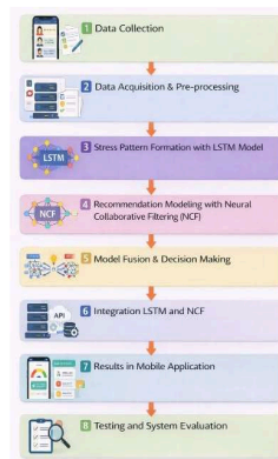 1 Data Collection
2 Data Acquisition & Pre-processing
3 Stress Pattern Formation with LSTM Model
LSTM
4 Recommendation Modeling with Neural
Collaborative Filtering (NCF)
NCF
5 Model Fusion & Decision Making
6 Integration LSTM and NCF
API
7 Results in Mobile Application
8 Testing and System Evaluation